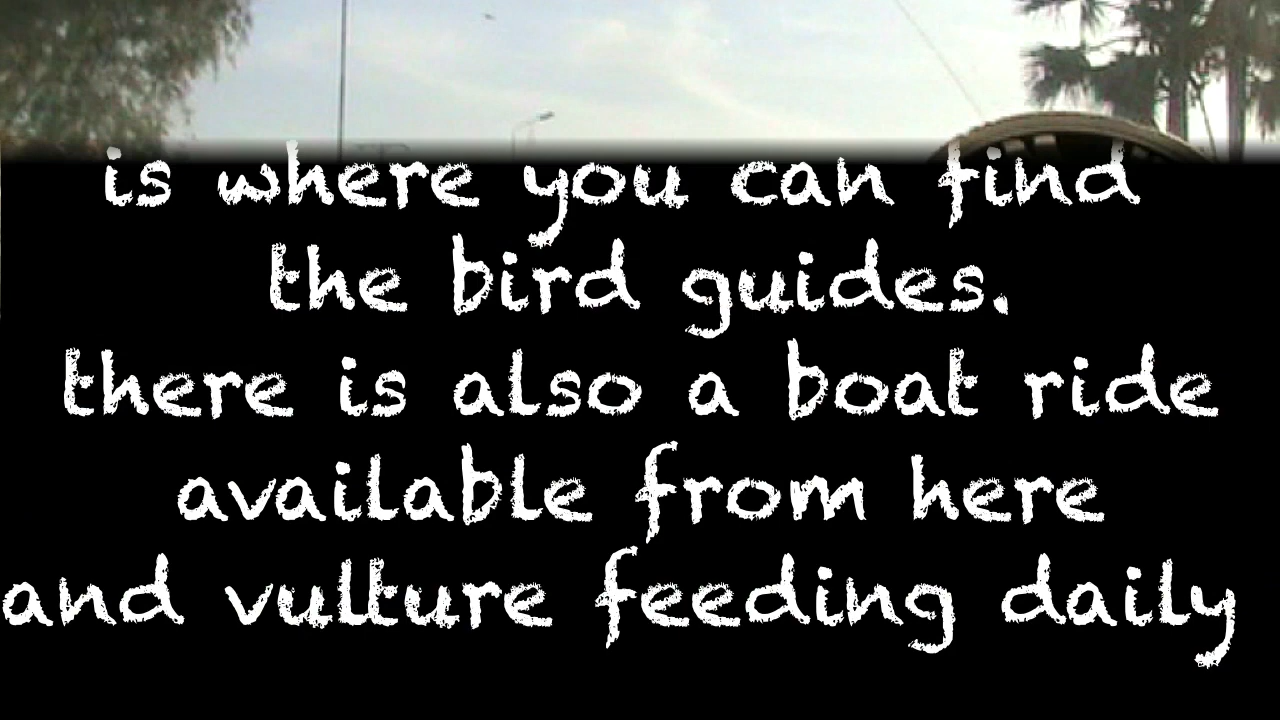 is where you can find
the bird guides.
there is also a boat ride
available from here
and vulture feeding daily